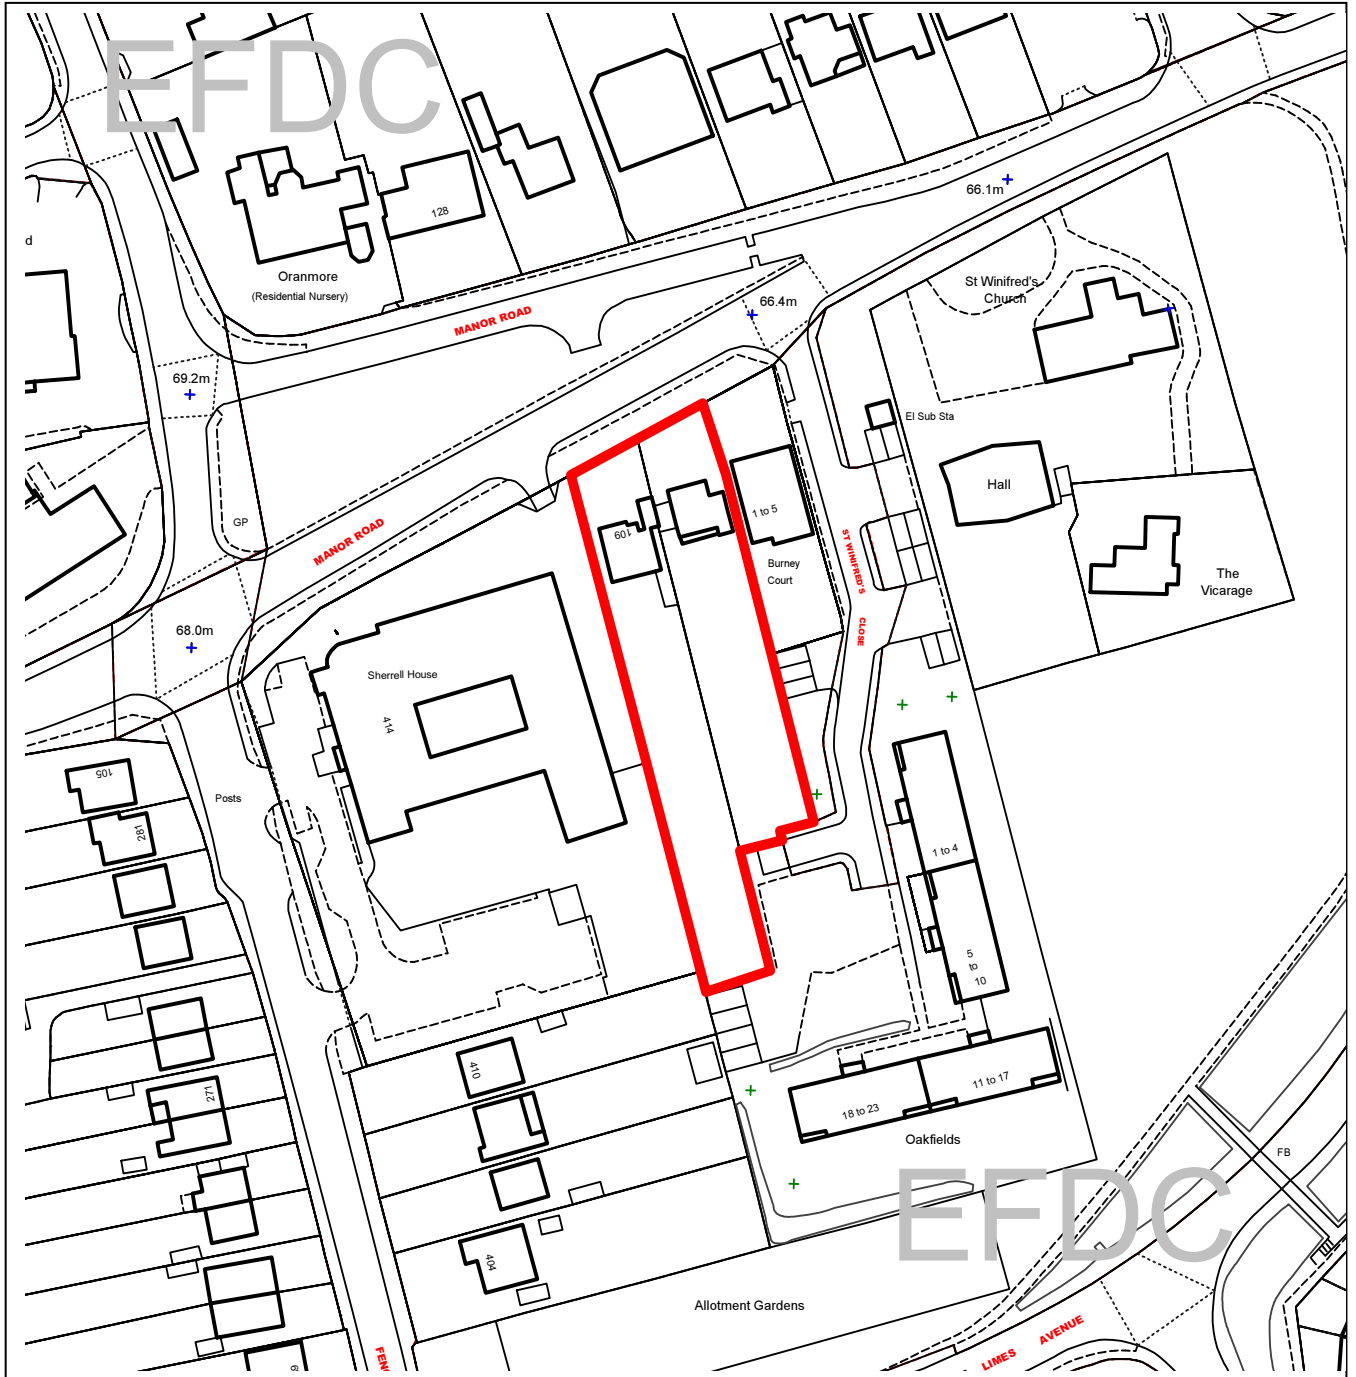 EFDC
128
66.1m
d
Oranmore
(Residential Nursery)
St Winifred's
Church
66.4m
MANOR ROAD
69.2m
El Sub Sta
Hall
1 to 5
GP
109
MANOR ROAD
ST WINIFRED'S
CLOSE
Burney
Court
The
Vicarage
68.0m
Sherrell House
414
105
Posts
281
1 to 4
5
to
10
410
271
11 to 17
18 to 23
Oakfields
FB
EFDC
404
Allotment Gardens
LIMES AVENUE